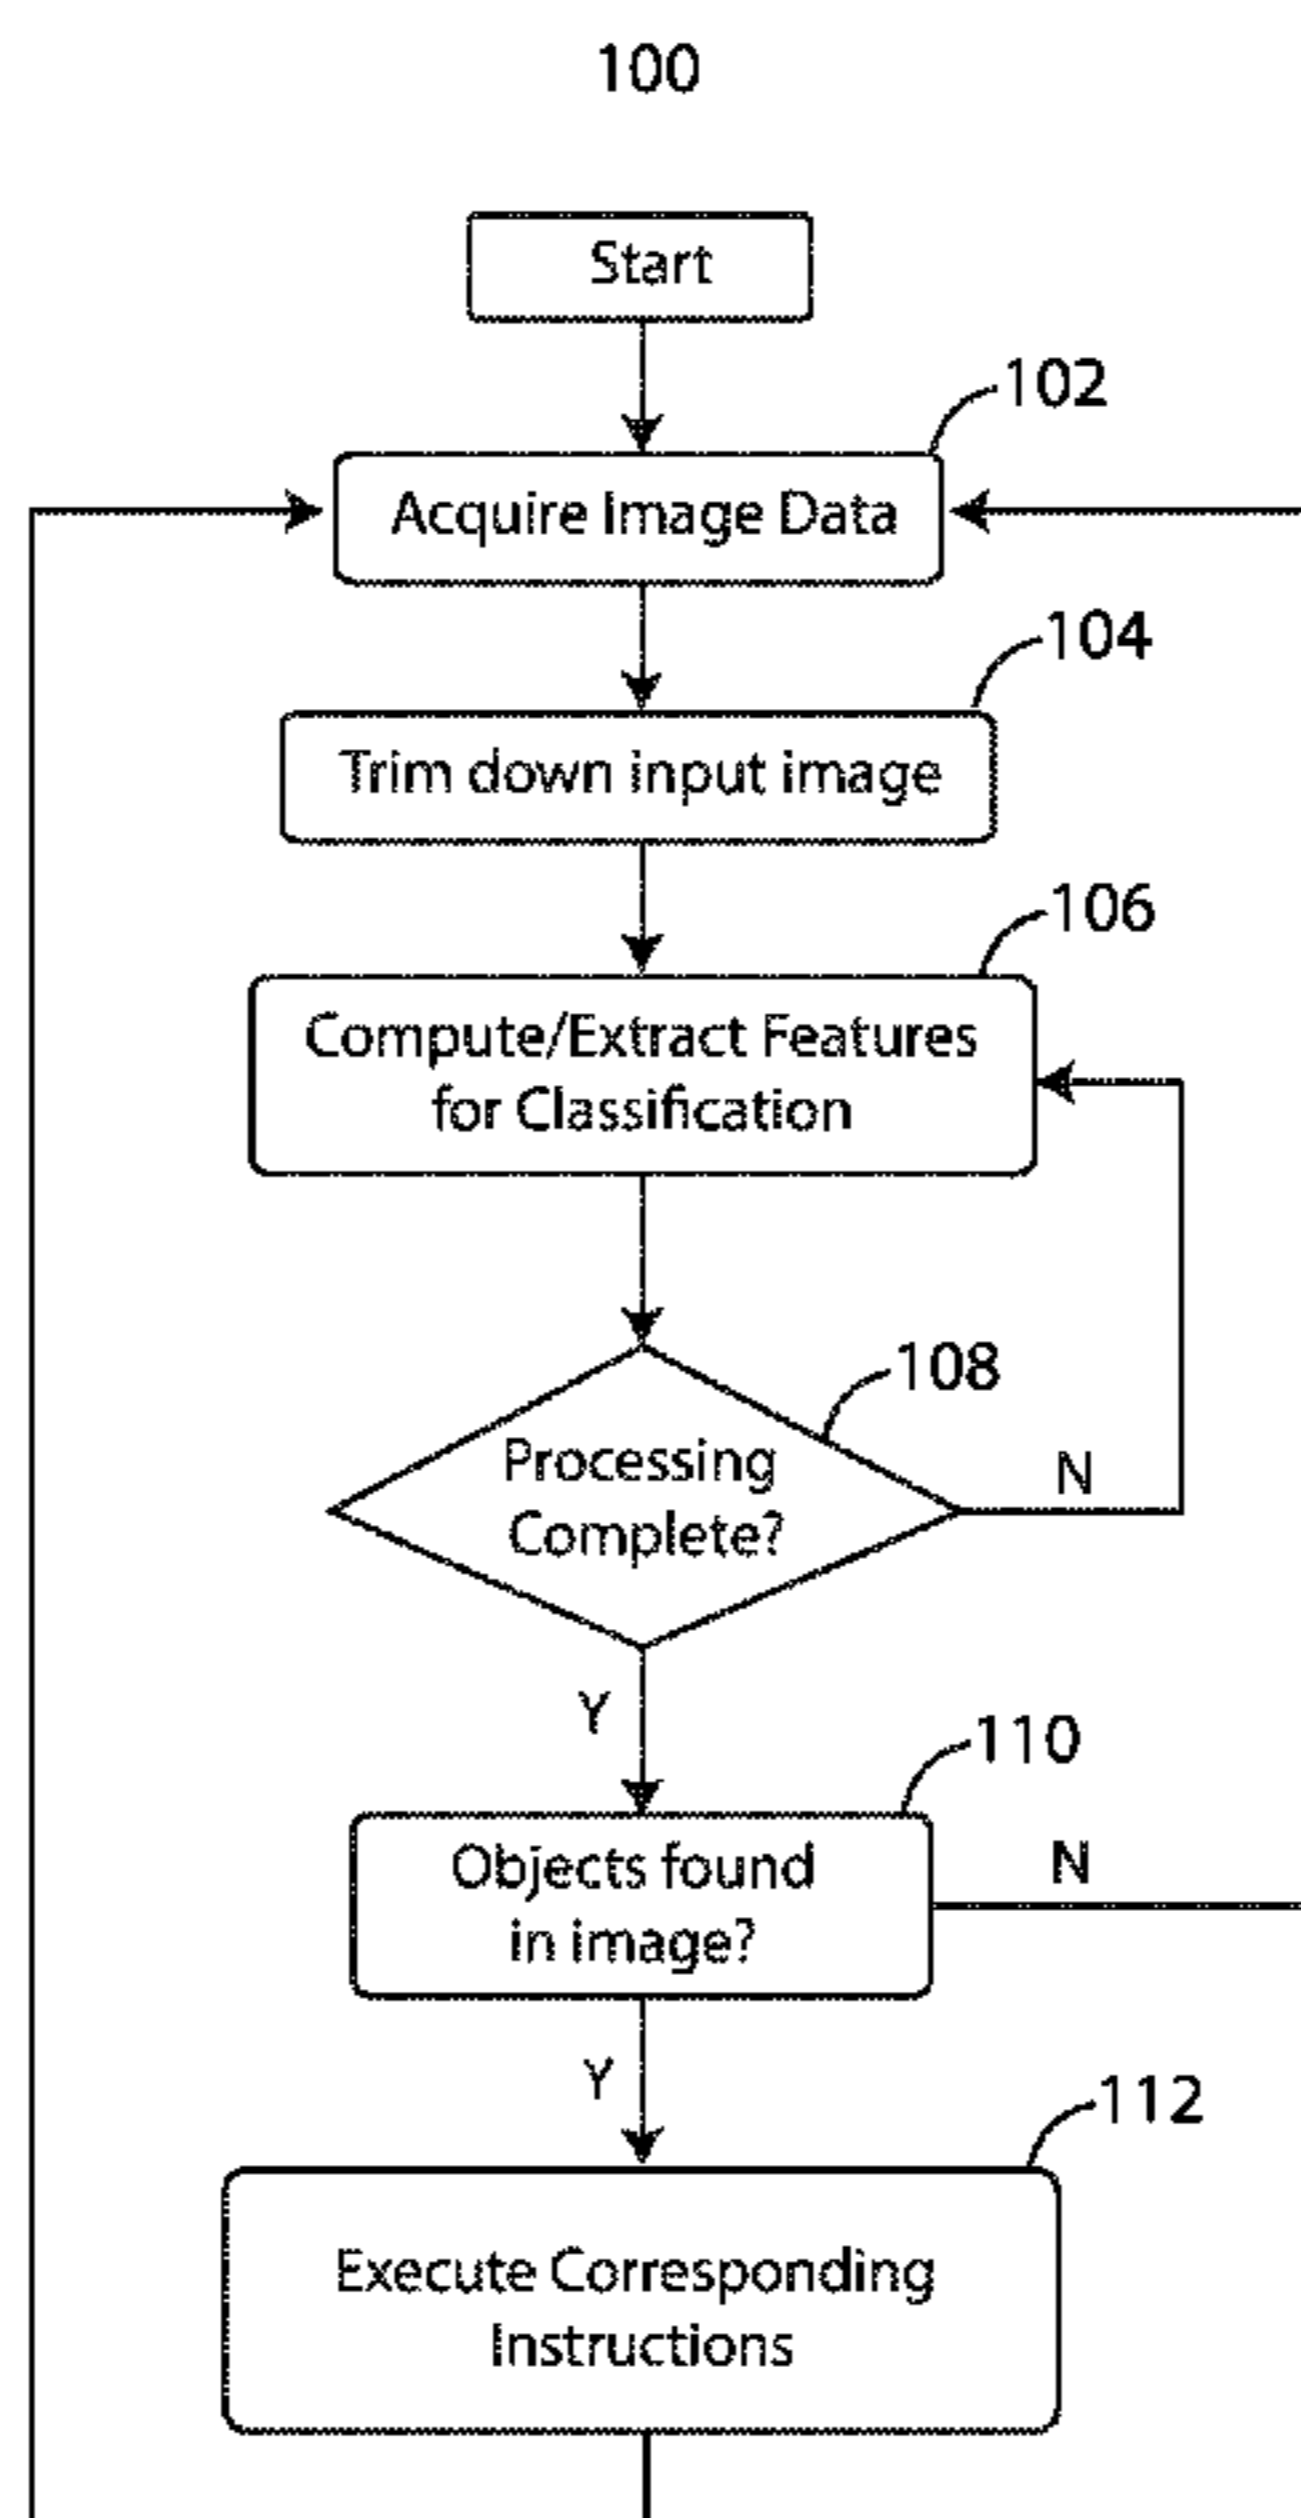 100
Start
102
Acquire Image Data
104
Trim down input image
106
Compute/Extract Features
for Classification
108
Processing
Complete?
N
Y
110
Objects found
in image?
N
Y
112
Execute Corresponding
Instructions